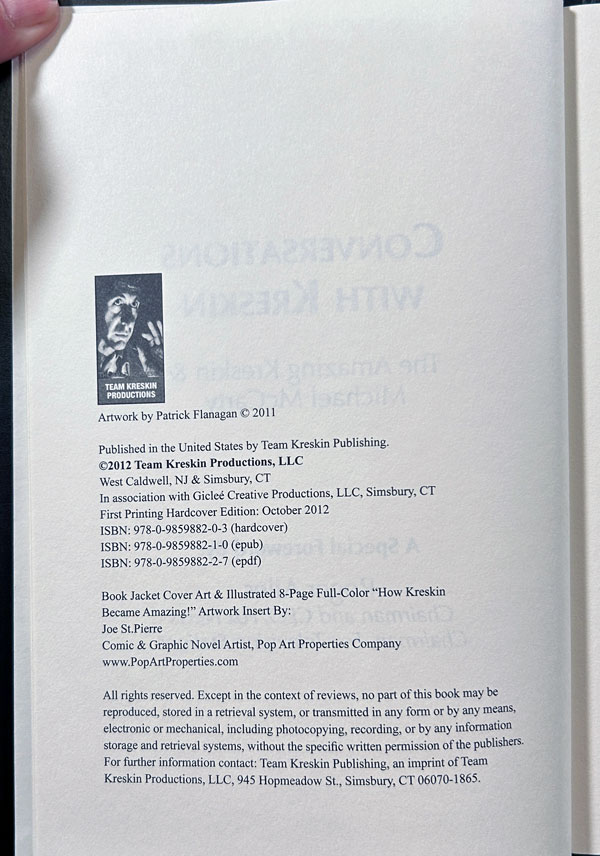 TEAM KRESKIN
PRODUCTIONS
Artwork by Patrick Flanagan © 2011
Published in the United States by Team Kreskin Publishing.
©2012 Team Kreskin Productions, LLC
West Caldwell, NJ & Simsbury, CT
In association with Gicleé Creative Productions, LLC, Simsbury, CT
First Printing Hardcover Edition: October 2012
ISBN: 978-0-9859882-0-3 (hardcover)
ISBN: 978-0-9859882-1-0 (epub)
ISBN: 978-0-9859882-2-7 (epdf)
Book Jacket Cover Art & Illustrated 8-Page Full-Color “How Kreskin
Became Amazing!” Artwork Insert By:
Joe St.Pierre
Comic & Graphic Novel Artist, Pop Art Properties Company
www.PopArtProperties.com
All rights reserved. Except in the context of reviews, no part of this book may be
reproduced, stored in a retrieval system, or transmitted in any form or by any means,
electronic or mechanical, including photocopying, recording, or by any information
storage and retrieval systems, without the specific written permission of the publishers.
For further information contact: Team Kreskin Publishing, an imprint of Team
Kreskin Productions, LLC, 945 Hopmeadow St., Simsbury, CT 06070-1865.